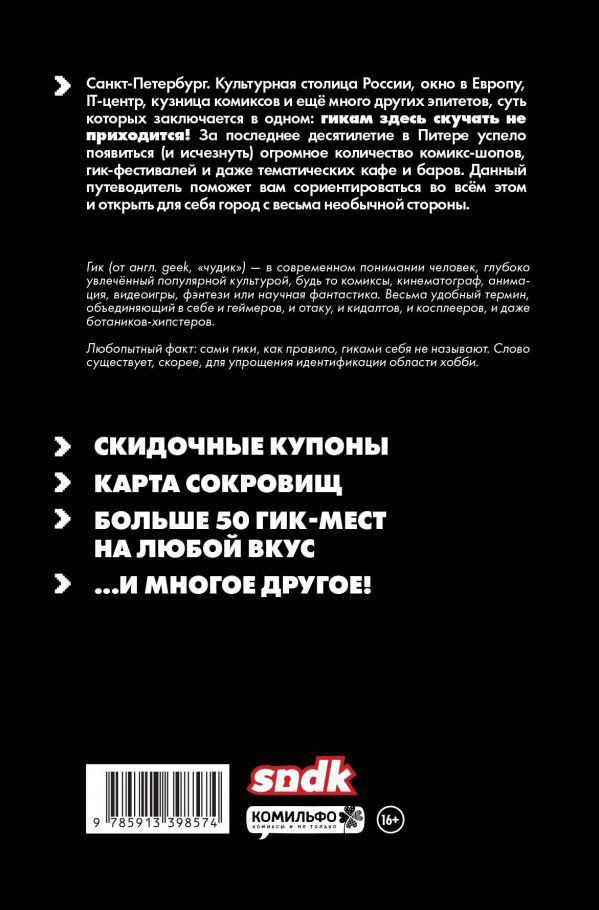 Санкт-Петербург. Культурная столица России, окно в Европу,
IT-центр, кузница комиксов и ещё много других эпитетов, суть
которых заключается в одном: гикам здесь скучать не
приходится! За последнее десятилетие в Питере успело
появиться (и исчезнуть) огромное количество комикс-шопов,
гик-фестивалей и даже тематических кафе и баров. Данный
путеводитель поможет вам сориентироваться во всём этом
и открыть для себя город с весьма необычной стороны.
Гик (от англ. geek, «чудик») — в современном понимании человек, глубоко
увлечённый популярной культурой, будь то комиксы, кинематограф, анима-
ция, видеоигры, фэнтези или научная фантастика. Весьма удобный термин,
объединяющий в себе и геймеров, и отаку, и кидалтов, и косплееров, и даже
ботаников-хипстеров.
Любопытный факт: сами гики, как правило, гиками себя не называют. Слово
существует, скорее, для упрощения идентификации области хобби.
СКИДОЧНЫЕ КУПОНЫ
КАРТА СОКРОВИЩ
БОЛЬШЕ 50 ГИК-МЕСТ
НА ЛЮБОЙ ВКУС
...И МНОГОЕ ДРУГОЕ!
sndk
КОМИЛЬФО
комиксы и не только
16+
9 785913 398574